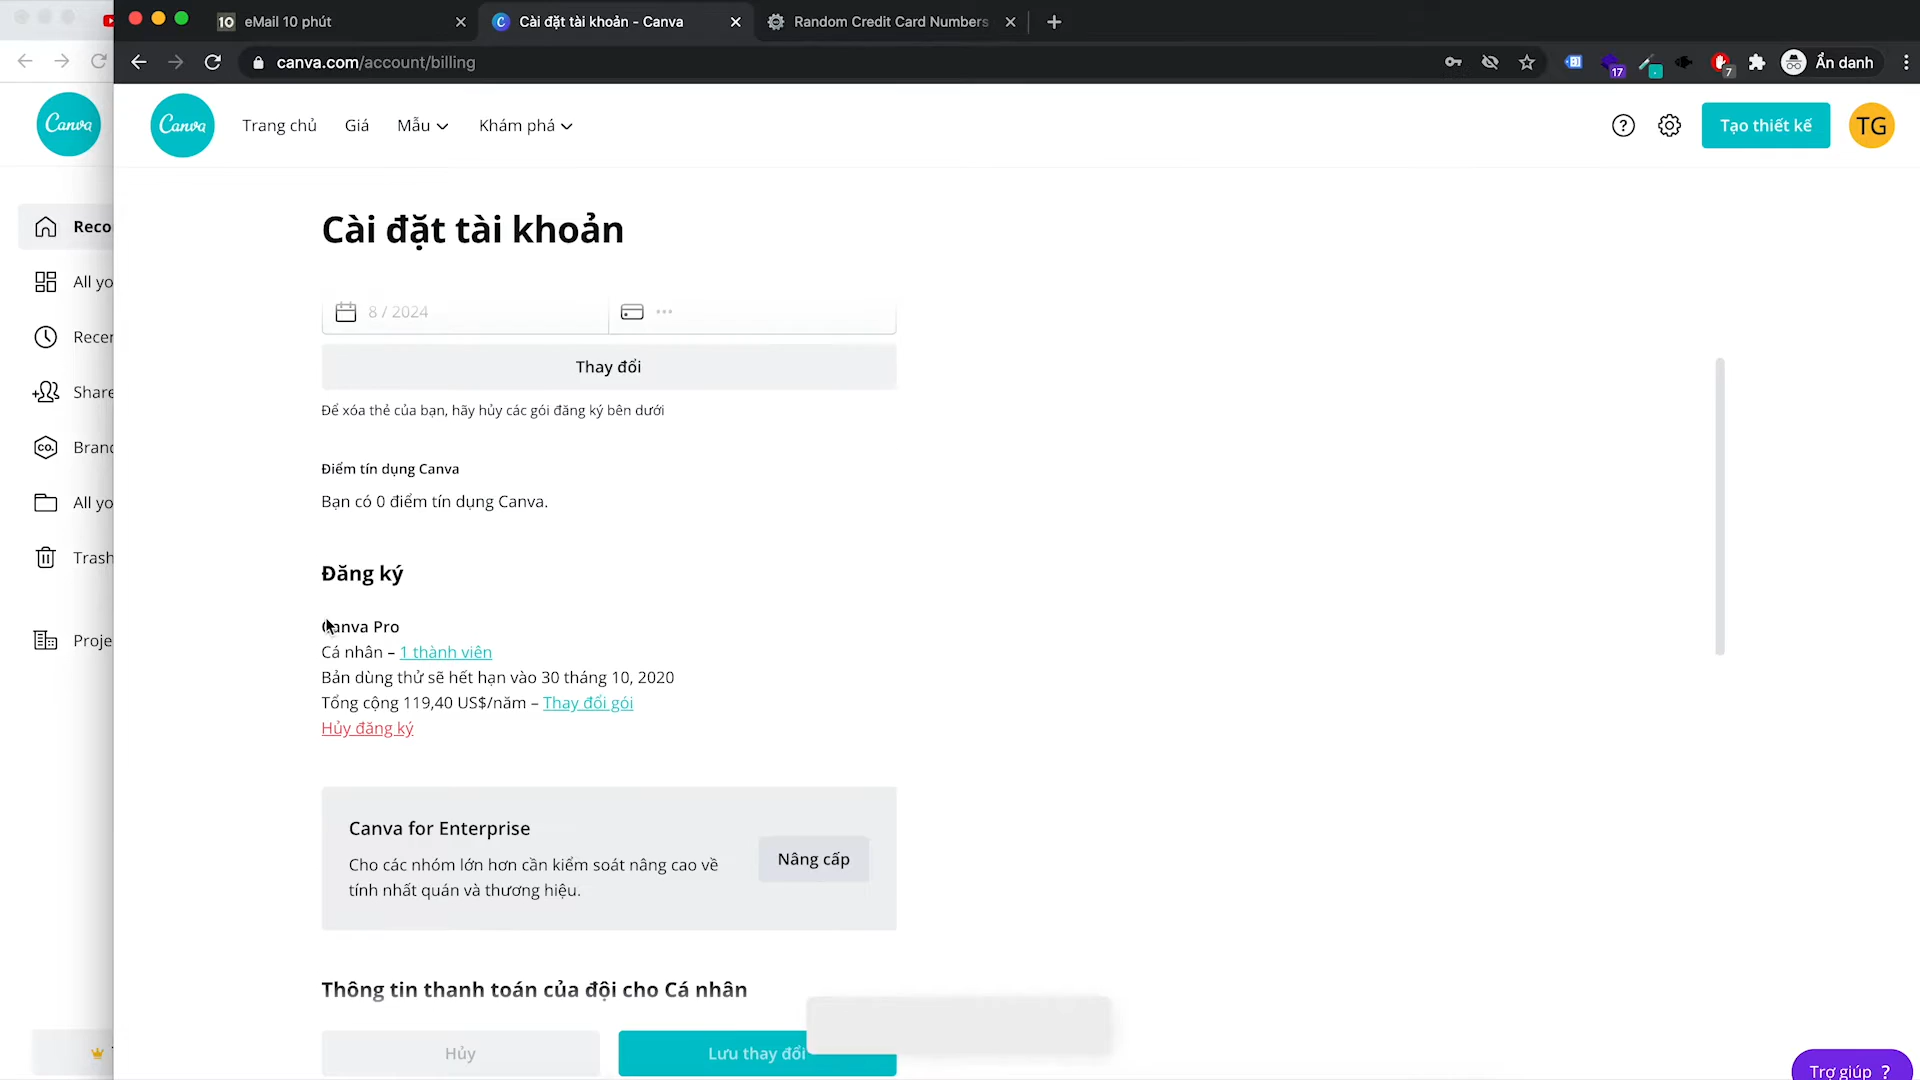 10 eMail 10 phút
Cài đặt tài khoản - Canva
Random Credit Card Numbers
canva.com/account/billing
17
7
Ẩn danh
Canva
Canva
Trang chủ
Giá
Mẫu
Khám phá
Tạo thiết kế
TG
Reco
All yo
Recer
Share
CO.
Brand
All yo
Trash
Proje
Cài đặt tài khoản
8 / 2024
•••
Thay đổi
Để xóa thẻ của bạn, hãy hủy các gói đăng ký bên dưới
Điểm tín dụng Canva
Bạn có 0 điểm tín dụng Canva.
Đăng ký
Canva Pro
Cá nhân – 1 thành viên
Bản dùng thử sẽ hết hạn vào 30 tháng 10, 2020
Tổng cộng 119,40 US$/năm – Thay đổi gói
Hủy đăng ký
Canva for Enterprise
Cho các nhóm lớn hơn cần kiểm soát nâng cao về
tính nhất quán và thương hiệu.
Nâng cấp
Thông tin thanh toán của đội cho Cá nhân
Hủy
Lưu thay đổi
Trợ giúp ?